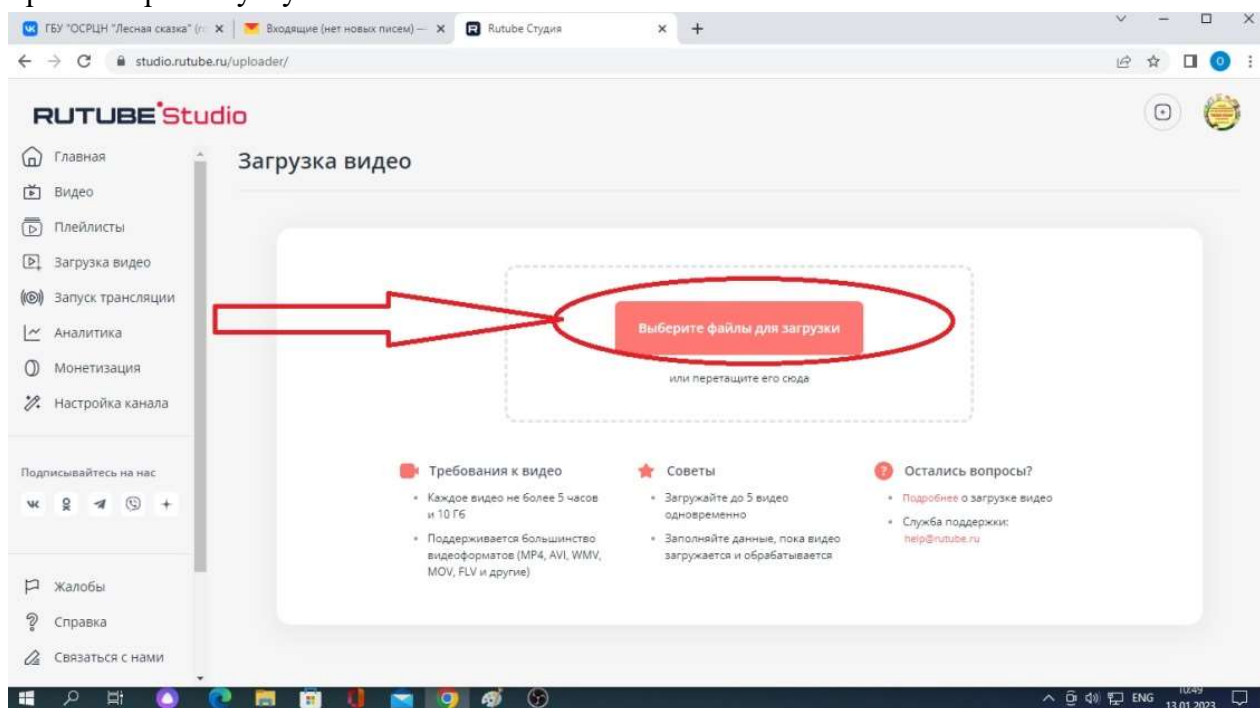 ГБУ "ОСРЦН "Лесная сказка" (г
Входящие (нет новых писем) —
Rutube Студия
studio.rutube.ru/uploader/
О
RUTUBE Studio
Главная
Видео
Плейлисты
Загрузка видео
Запуск трансляции
Аналитика
Монетизация
Настройка канала
Подписывайтесь на нас
Жалобы
Справка
Связаться с нами
Загрузка видео
Выберите файлы для загрузки
или перетащите его сюда
Требования к видео
Каждое видео не более 5 часов
и 10 Гб
Поддерживается большинство
видеоформатов (MP4, AVI, WMV,
MOV, FLV и другие)
Советы
Загружайте до 5 видео
одновременно
Заполняйте данные, пока видео
загружается и обрабатывается
Остались вопросы?
Подробнее о загрузке видео
Служба поддержки:
help@rutube.ru
ENG
10:49
13.01.2023